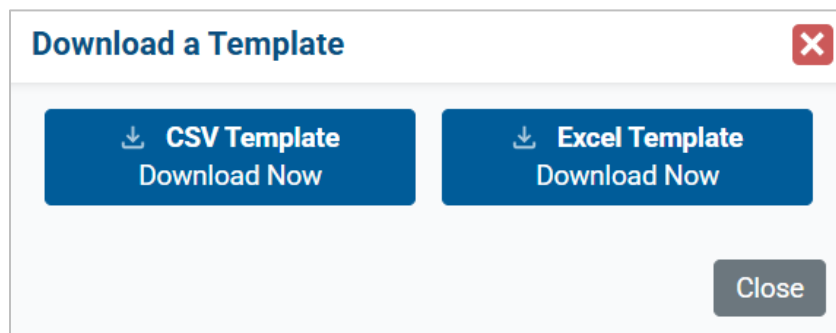 Download a Template
CSV Template
Download Now
Excel Template
Download Now
Close